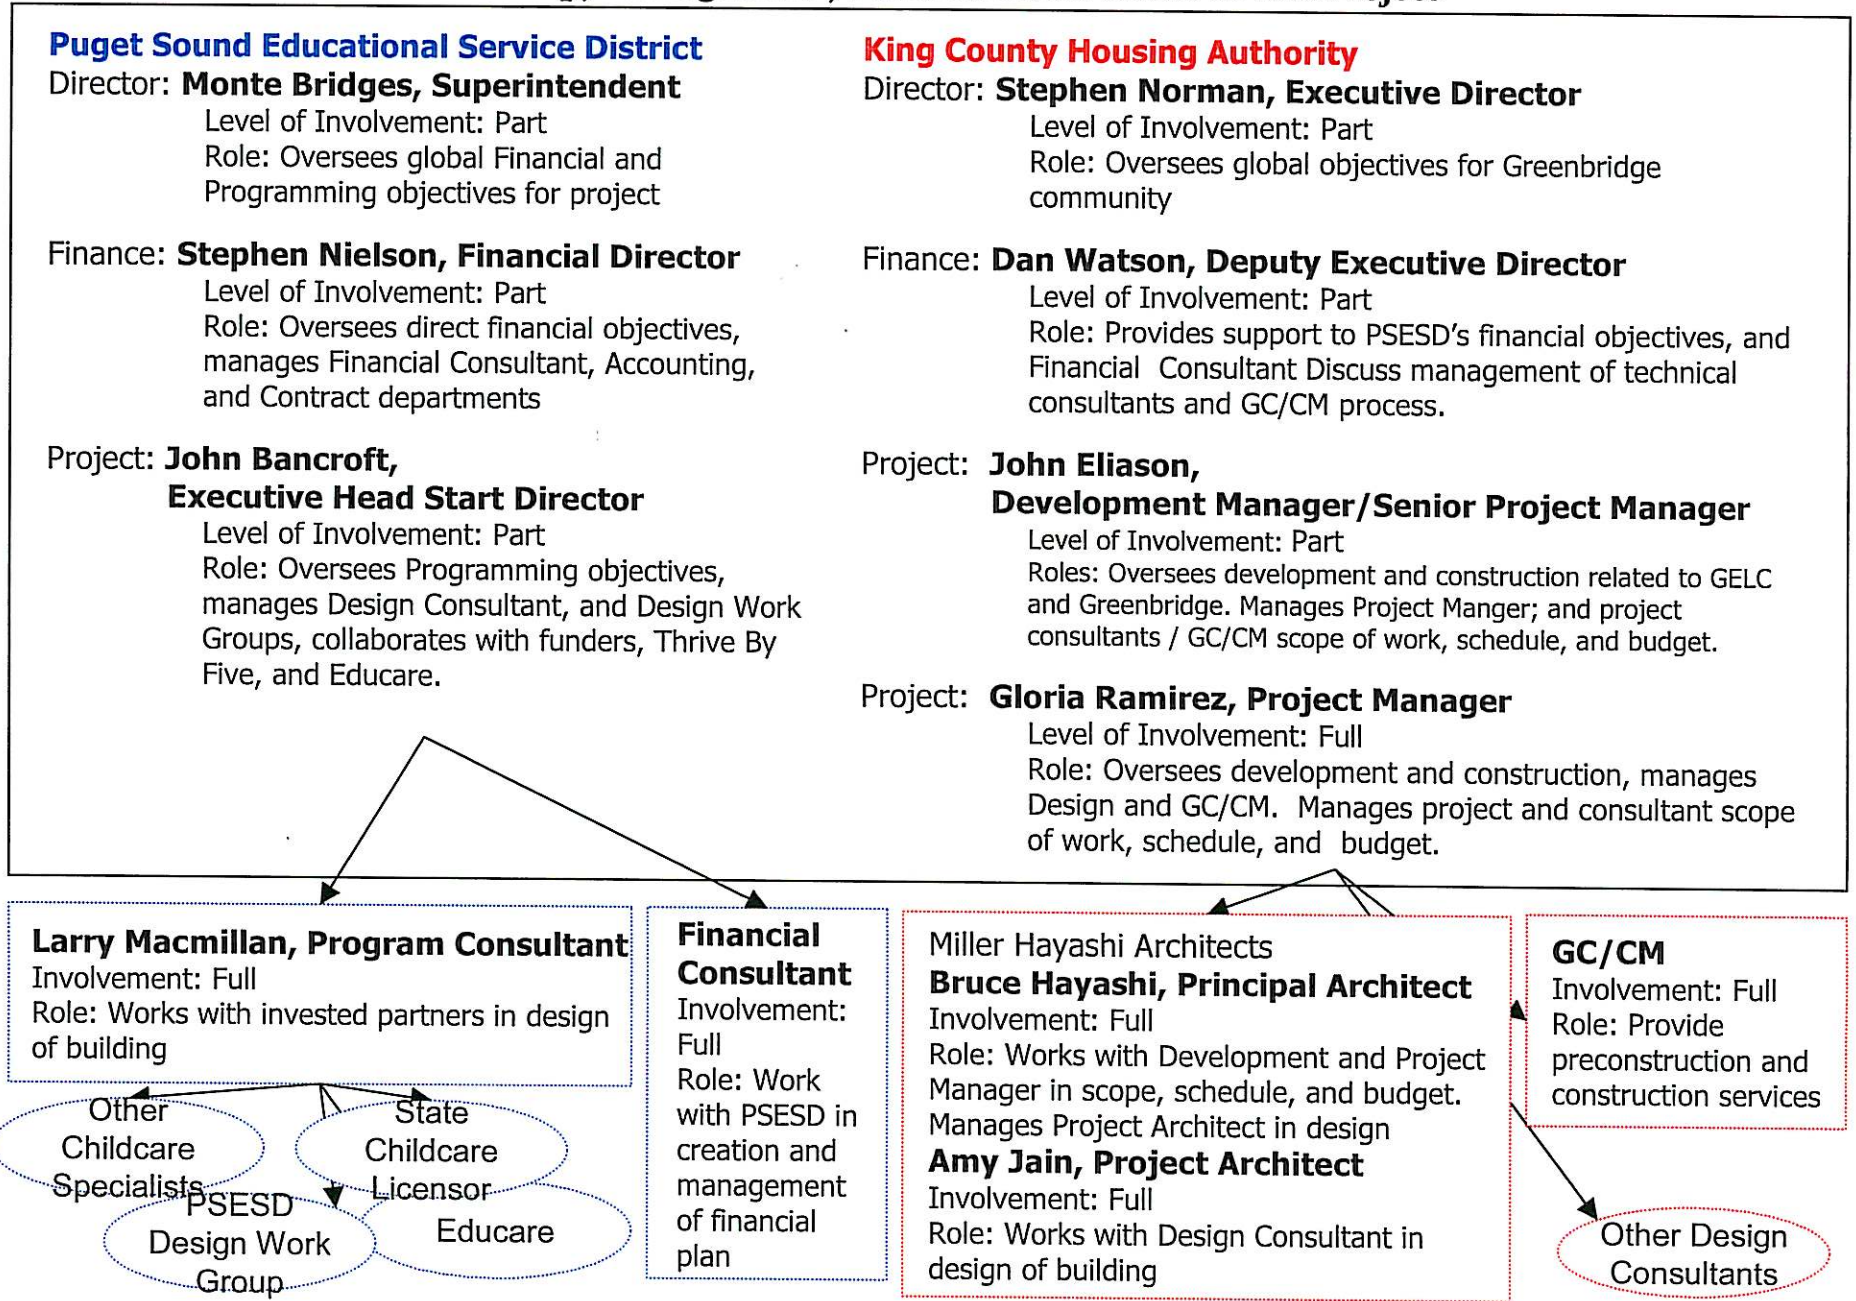 Puget Sound Educational Service District
Director: Monte Bridges, Superintendent
Level of Involvement: Part
Role: Oversees global Financial and
Programming objectives for project
Finance: Stephen Nielson, Financial Director
Level of Involvement: Part
Role: Oversees direct financial objectives,
manages Financial Consultant, Accounting,
and Contract departments
Project: John Bancroft,
Executive Head Start Director
Level of Involvement: Part
Role: Oversees Programming objectives,
manages Design Consultant, and Design Work
Groups, collaborates with funders, Thrive By
Five, and Educare.
King County Housing Authority
Director: Stephen Norman, Executive Director
Level of Involvement: Part
Role: Oversees global objectives for Greenbridge
community
Finance: Dan Watson, Deputy Executive Director
Level of Involvement: Part
Role: Provides support to PSESD's financial objectives, and
Financial Consultant Discuss management of technical
consultants and GC/CM process.
Project: John Eliason,
Development Manager/Senior Project Manager
Level of Involvement: Part
Roles: Oversees development and construction related to GELC
and Greenbridge. Manages Project Manger; and project
consultants / GC/CM scope of work, schedule, and budget.
Project: Gloria Ramirez, Project Manager
Level of Involvement: Full
Role: Oversees development and construction, manages
Design and GC/CM. Manages project and consultant scope
of work, schedule, and budget.
Larry Macmillan, Program Consultant
Involvement: Full
Role: Works with invested partners in design
of building
Other
Childcare
Specialists
State
Childcare
Licensor
PSESD
Design Work
Group
Educare
Financial
Consultant
Involvement:
Full
Role: Work
with PSESD in
creation and
management
of financial
plan
Miller Hayashi Architects
Bruce Hayashi, Principal Architect
Involvement: Full
Role: Works with Development and Project
Manager in scope, schedule, and budget.
Manages Project Architect in design
Amy Jain, Project Architect
Involvement: Full
Role: Works with Design Consultant in
design of building
GC/CM
Involvement: Full
Role: Provide
preconstruction and
construction services
Other Design
Consultants